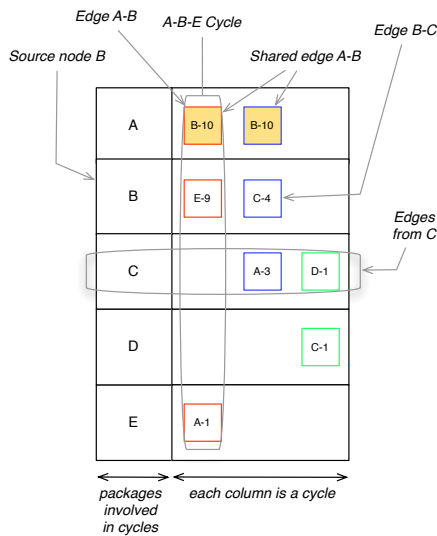 Edge A-B
A-B-E Cycle
Edge B-C
Source node B
Shared edge A-B
A
B-10
B-10
B
E-9
C-4
Edges
from C
C
A-3
D-1
D
C-1
E
A-1
packages
involved
in cycles
each column is a cycle